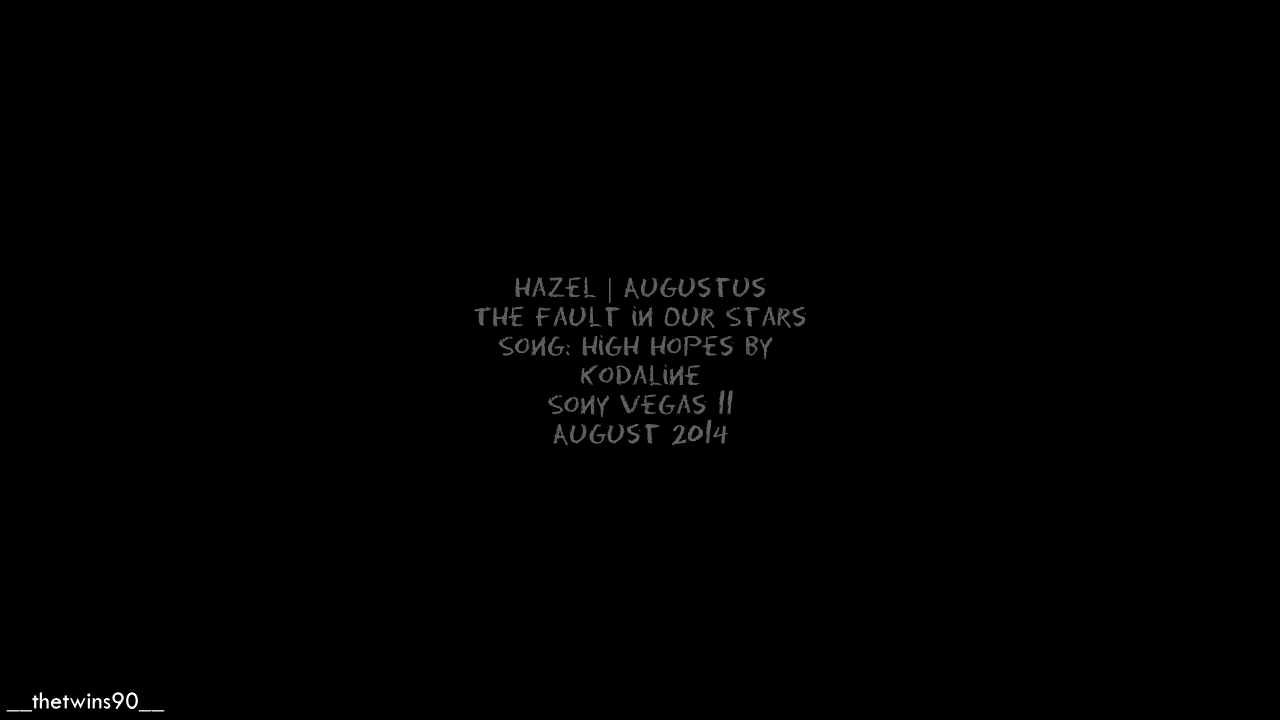 HAZEL | AUGUSTUS
THE FAULT iN OUR STARS
SONG: HiGH HOPES BY
KODALiNE
SONY VEGAS 11
AUGUST 2014
__thetwins90__